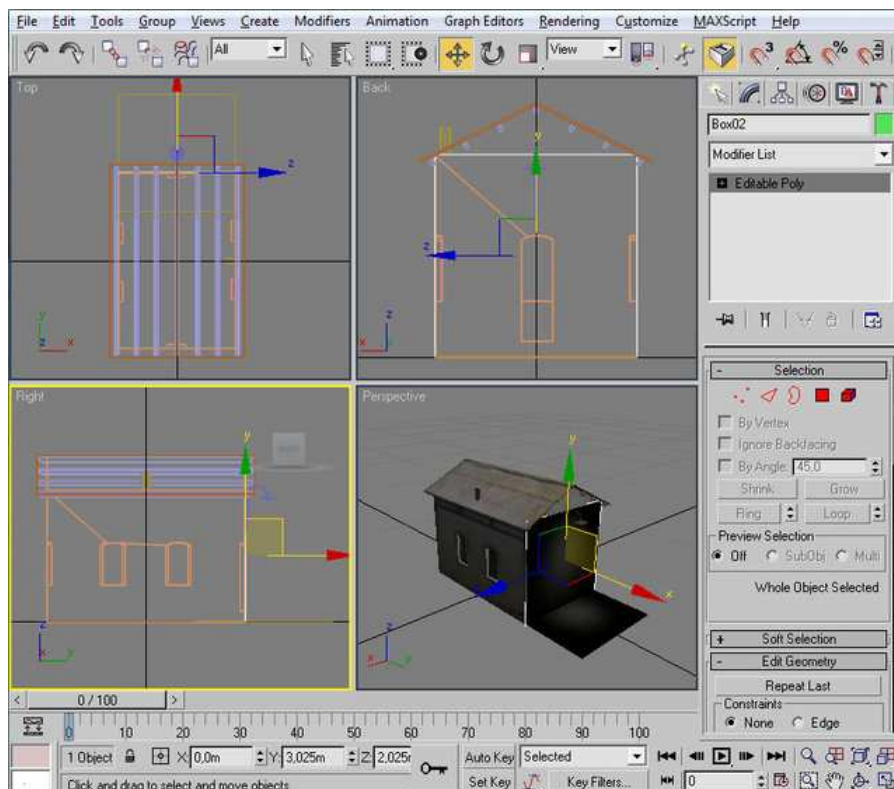 File Edit Tools Group Views Create Modifiers Animation Graph Editors Rendering Customize MAXScript Help
All View 3 %
Top Back
Box02
Modifier List
Editable Poly
z y z
y z x z x
Right Perspective
Selection
By Vertex
Ignore Backfacing
By Angle: 45,0
Shrink Grow
Ring Loop
Preview Selection
Off SubObj Multi
Whole Object Selected
Soft Selection
Edit Geometry
Repeat Last
Constraints
None Edge
y y x
z y z x y
0 / 100
0 10 20 30 40 50 60 70 80 90 100
1 Object X: 0,0m Y: 3,025m Z: 2,025m Auto Key Selected
Click and drag to select and move objects Set Key Key Filters... 0